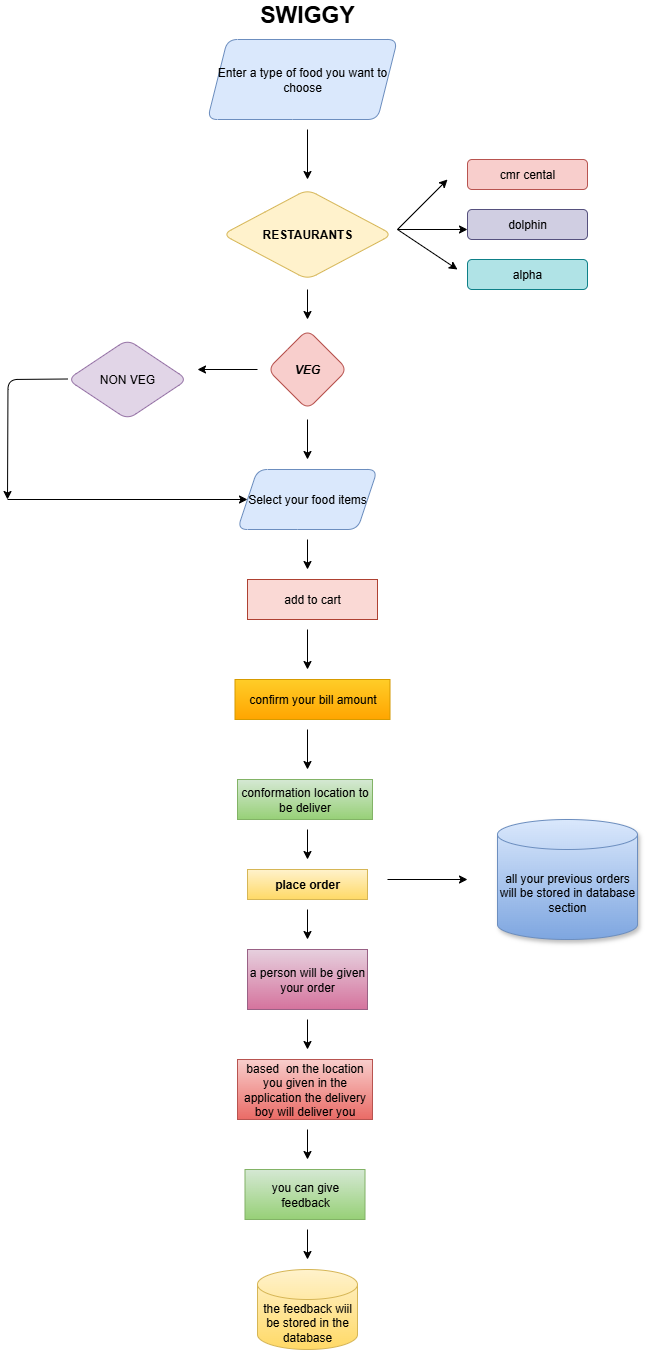 SWIGGY
Enter a type of food you want to
choose
RESTAURANTS
cmr cental
dolphin
alpha
NON VEG
VEG
Select your food items
add to cart
confirm your bill amount
conformation location to
be deliver
place order
all your previous orders
will be stored in database
section
a person will be given
your order
based on the location
you given in the
application the delivery
boy will deliver you
you can give
feedback
the feedback wiil
be stored in the
database